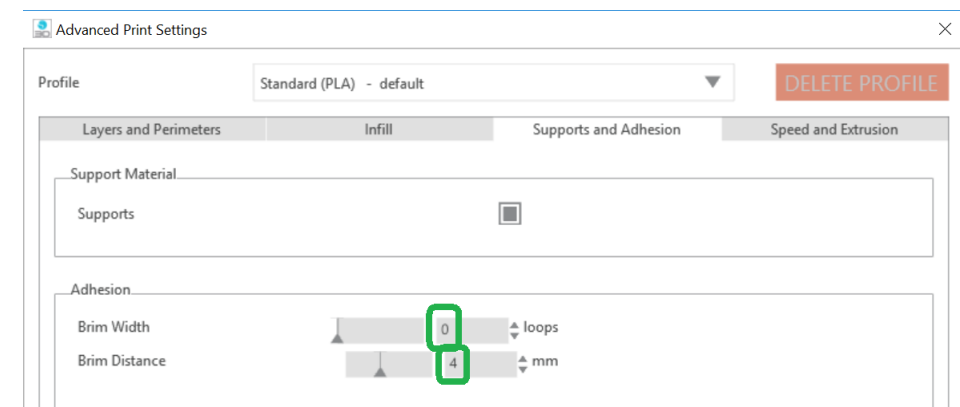 Advanced Print Settings
Profile
Standard (PLA) - default
DELETE PROFILE
Layers and Perimeters
Infill
Supports and Adhesion
Speed and Extrusion
Support Material
Supports
Adhesion
Brim Width 0 loops
Brim Distance 4 mm